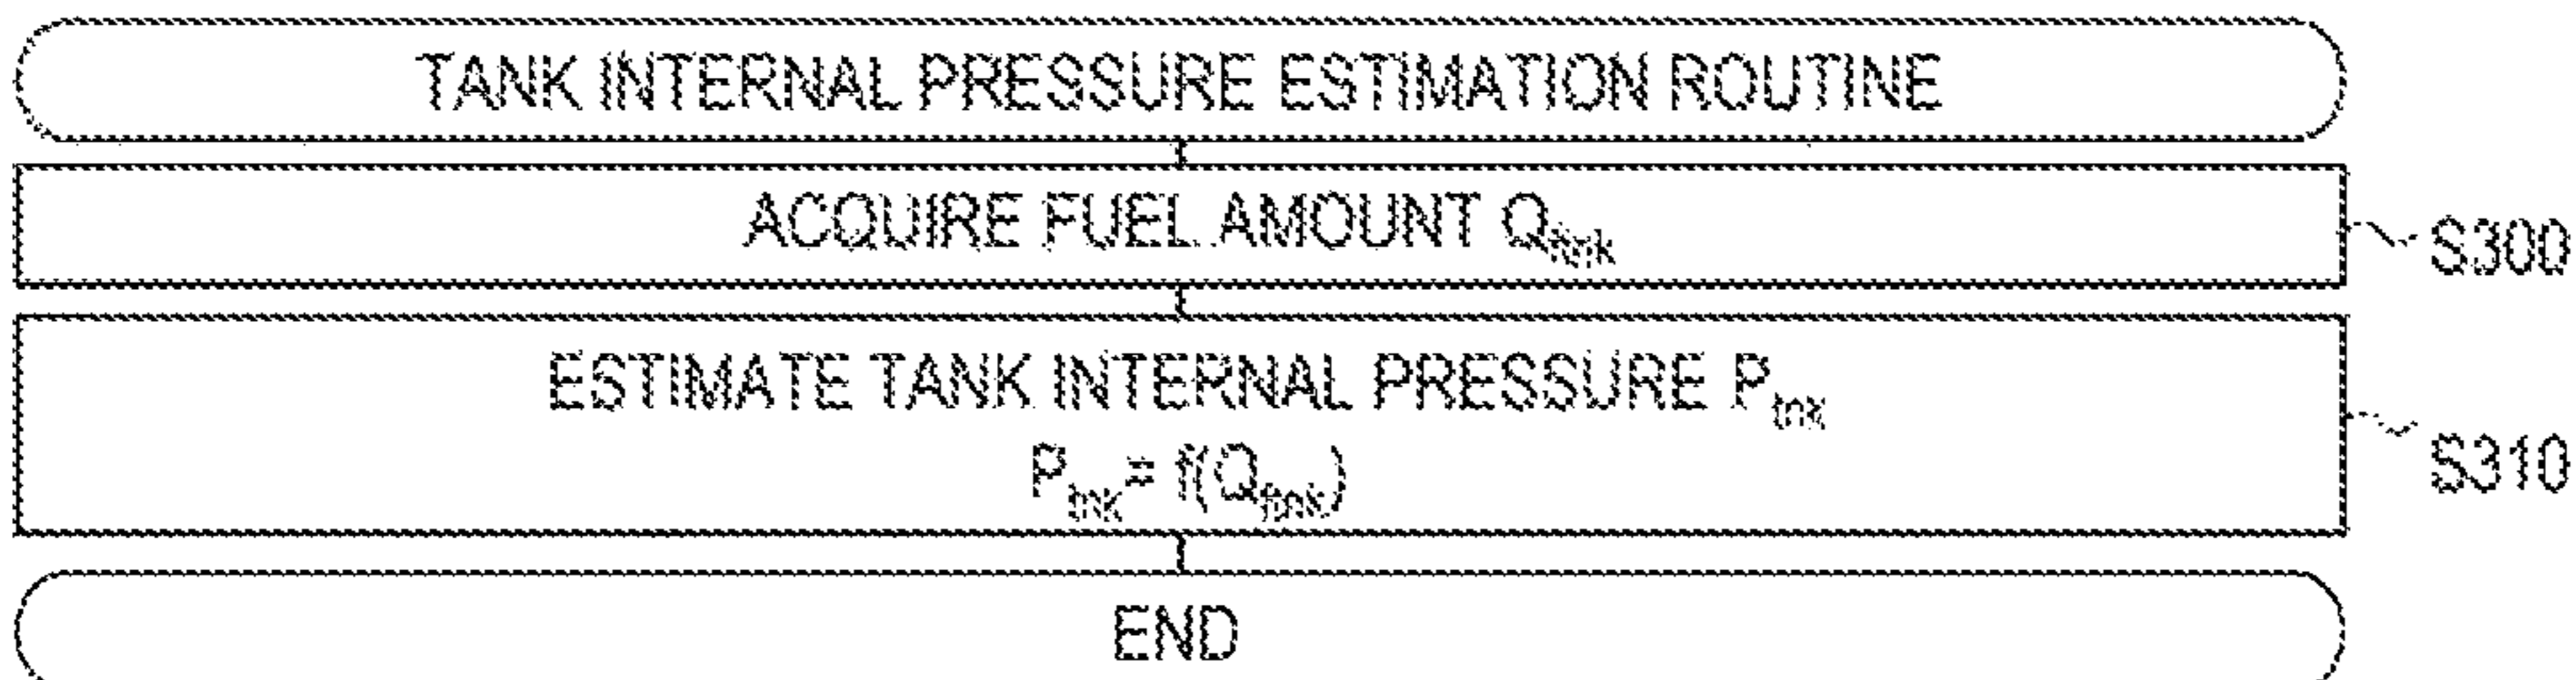 TANK INTERNAL PRESSURE ESTIMATION ROUTINE
ACQUIRE FUEL AMOUNT Qftnk
S300
ESTIMATE TANK INTERNAL PRESSURE Ptnk
Ptnk = f(Qftnk)
S310
END